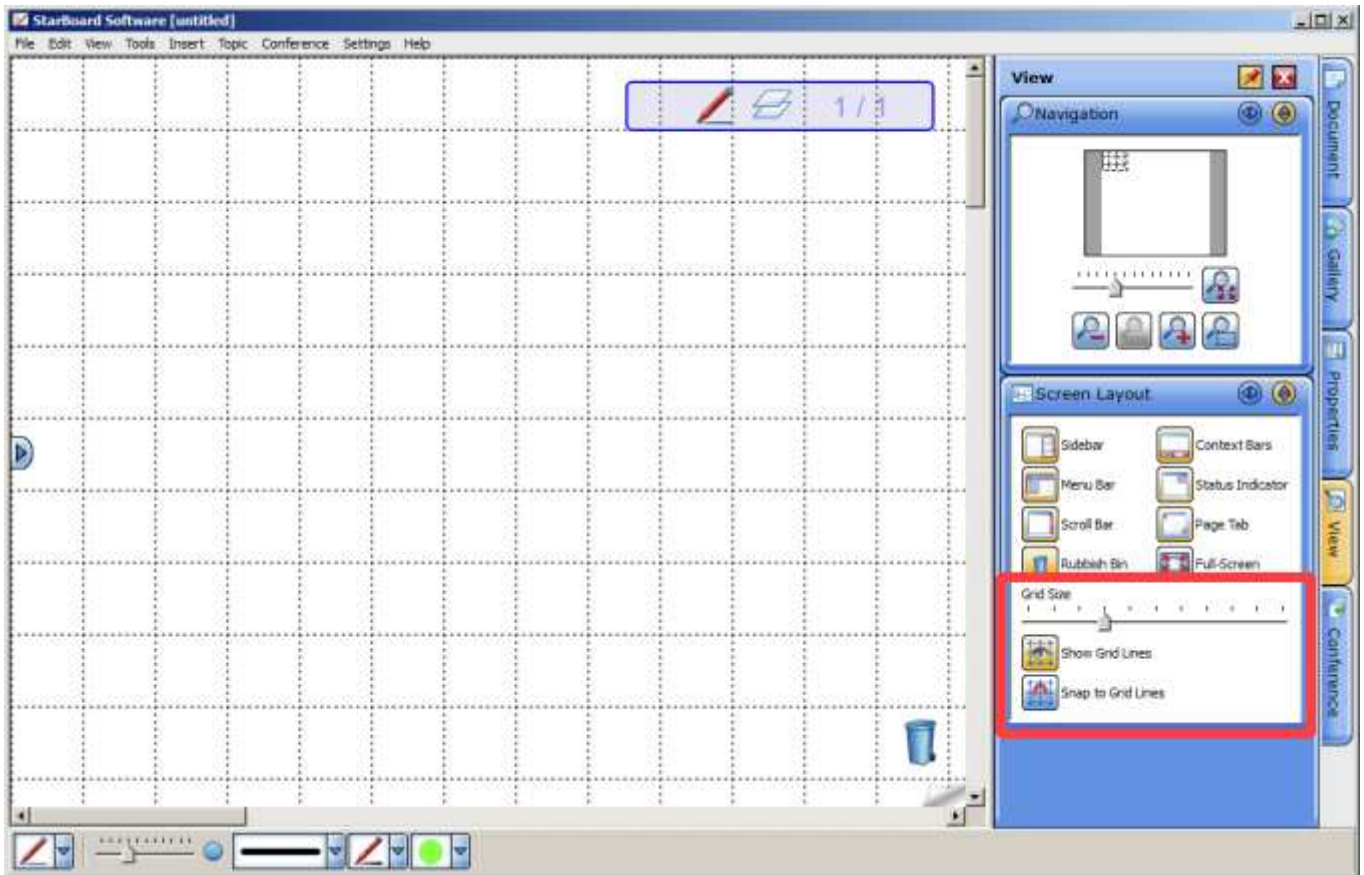 StarBoard Software [untitled]
File Edit View Tools Insert Topic Conference Settings Help
1 / 1
View
Navigation
Screen Layout
Sidebar Context Bars
Menu Bar Status Indicator
Scroll Bar Page Tab
Rubbish Bin Full-Screen
Grid Size
Show Grid Lines
Snap to Grid Lines
Document
Gallery
Properties
View
Conference